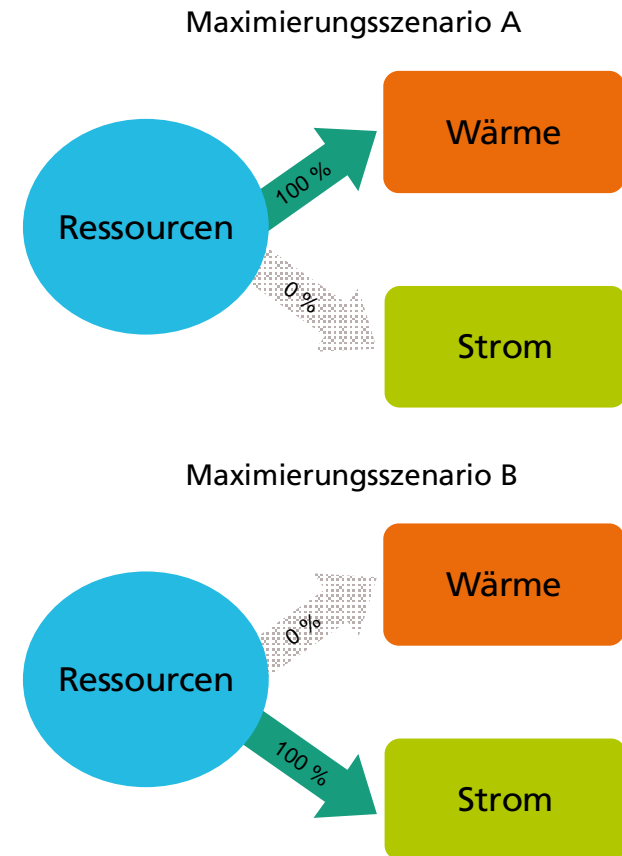 Maximierungsszenario A
Wärme
100 %
Ressourcen
0 %
Strom
Maximierungsszenario B
Wärme
0 %
Ressourcen
100 %
Strom